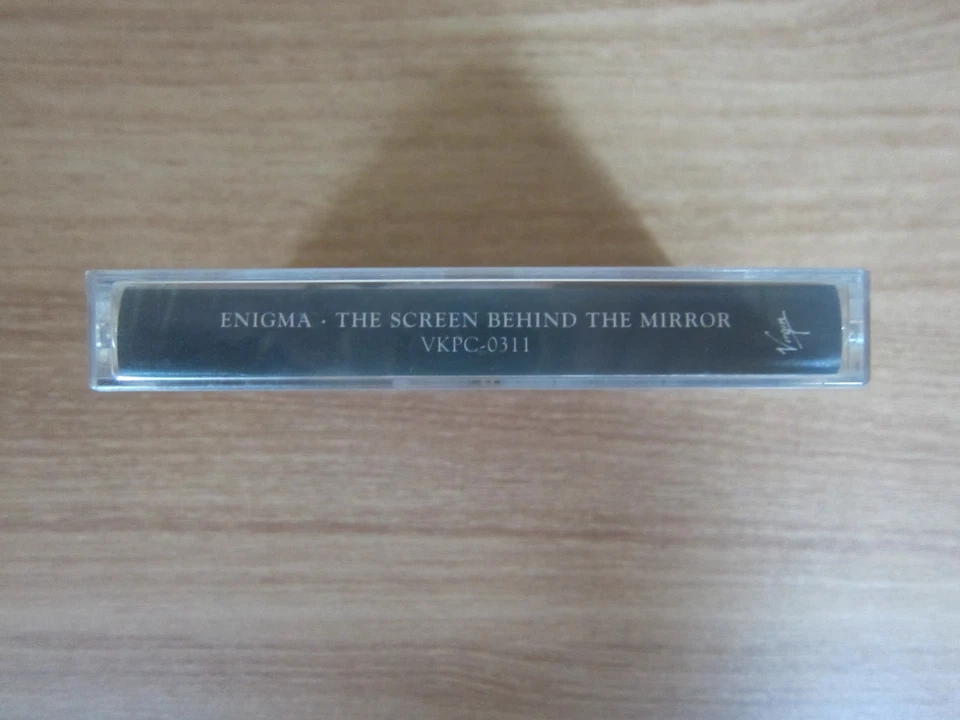 ENIGMA · THE SCREEN BEHIND THE MIRROR
VKPC-0311
Virgin